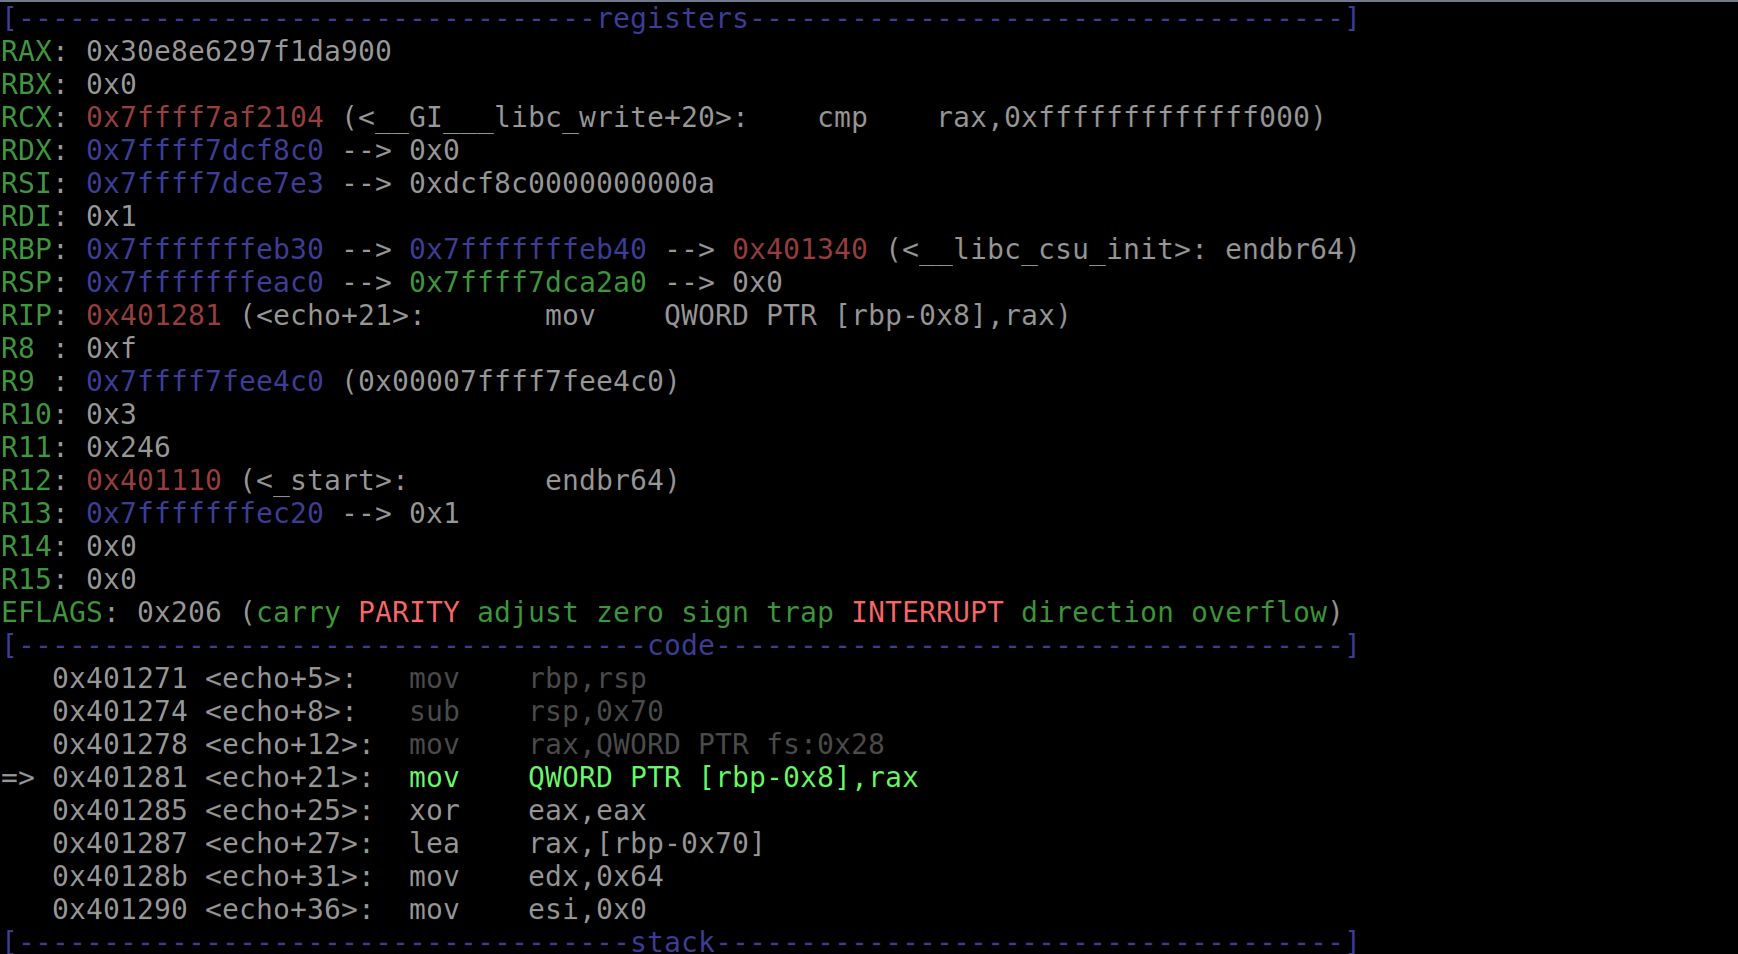 [----------------------------------registers-----------------------------------]
RAX: 0x30e8e6297f1da900
RBX: 0x0
RCX: 0x7ffff7af2104 (<__GI___libc_write+20>:    cmp    rax,0xfffffffffffff000)
RDX: 0x7ffff7dcf8c0 --> 0x0
RSI: 0x7ffff7dce7e3 --> 0xdcf8c0000000000a
RDI: 0x1
RBP: 0x7fffffffeb30 --> 0x7fffffffeb40 --> 0x401340 (<__libc_csu_init>: endbr64)
RSP: 0x7fffffffeac0 --> 0x7ffff7dca2a0 --> 0x0
RIP: 0x401281 (<echo+21>:       mov    QWORD PTR [rbp-0x8],rax)
R8 : 0xf
R9 : 0x7ffff7fee4c0 (0x00007ffff7fee4c0)
R10: 0x3
R11: 0x246
R12: 0x401110 (<_start>:        endbr64)
R13: 0x7fffffffec20 --> 0x1
R14: 0x0
R15: 0x0
EFLAGS: 0x206 (carry PARITY adjust zero sign trap INTERRUPT direction overflow)
[-------------------------------------code-------------------------------------]
   0x401271 <echo+5>:   mov    rbp,rsp
   0x401274 <echo+8>:   sub    rsp,0x70
   0x401278 <echo+12>:  mov    rax,QWORD PTR fs:0x28
=> 0x401281 <echo+21>:  mov    QWORD PTR [rbp-0x8],rax
   0x401285 <echo+25>:  xor    eax,eax
   0x401287 <echo+27>:  lea    rax,[rbp-0x70]
   0x40128b <echo+31>:  mov    edx,0x64
   0x401290 <echo+36>:  mov    esi,0x0
[------------------------------------stack-------------------------------------]